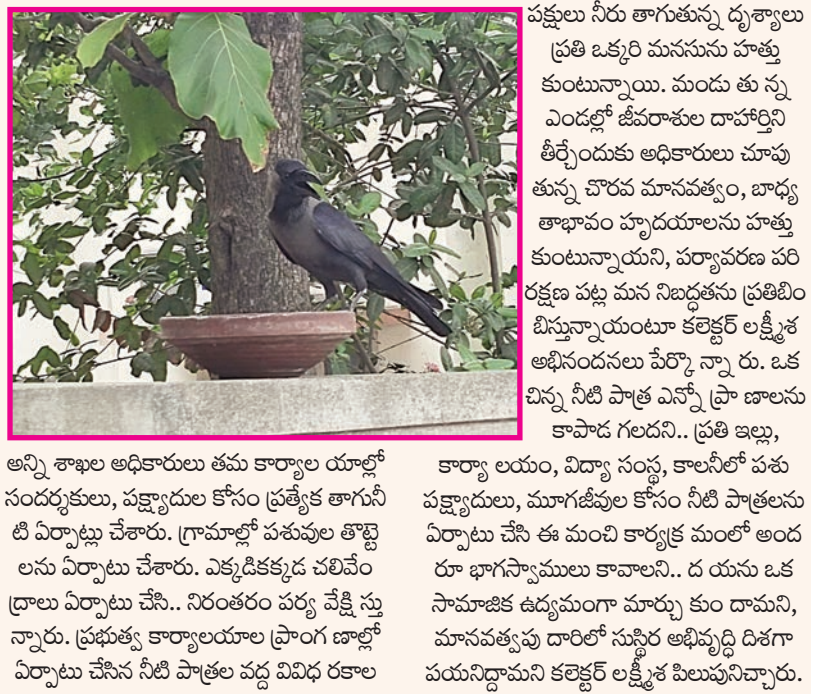 అన్ని శాఖల అధికారులు తమ కార్యాల యాల్లో
సందర్శకులు, పక్ష్యాదుల కోసం ప్రత్యేక తాగునీ
టి ఏర్పాట్లు చేశారు. గ్రామాల్లో పశువుల తొట్టె
లను ఏర్పాటు చేశారు. ఎక్కడికక్కడ చలివేం
ద్రాలు ఏర్పాటు చేసి.. నిరంతరం పర్య వేక్షి స్తు
న్నారు. ప్రభుత్వ కార్యాలయాల ప్రాంగ ణాల్లో
ఏర్పాటు చేసిన నీటి పాత్రల వద్ద వివిధ రకాల
పక్షులు నీరు తాగుతున్న దృశ్యాలు
ప్రతి ఒక్కరి మనసును హత్తు
కుంటున్నాయి. మండు తు న్న
ఎండల్లో జీవరాశుల దాహార్తిని
తీర్చేందుకు అధికారులు చూపు
తున్న చొరవ మానవత్వం, బాధ్య
తాభావం హృదయాలను హత్తు
కుంటున్నాయని, పర్యావరణ పరి
రక్షణ పట్ల మన నిబద్ధతను ప్రతిబిం
బిస్తున్నాయంటూ కలెక్టర్ లక్ష్మీశ
అభినందనలు పేర్కొ న్నా రు. ఒక
చిన్న నీటి పాత్ర ఎన్నో ప్రా ణాలను
కాపాడ గలదని.. ప్రతి ఇల్లు,
కార్యా లయం, విద్యా సంస్థ, కాలనీలో పశు
పక్ష్యాదులు, మూగజీవుల కోసం నీటి పాత్రలను
ఏర్పాటు చేసి ఈ మంచి కార్యక్ర మంలో అంద
రూ భాగస్వాములు కావాలని.. ద యను ఒక
సామాజిక ఉద్యమంగా మార్చు కుం దామని,
మానవత్వపు దారిలో సుస్థిర అభివృద్ధి దిశగా
పయనిద్దామని కలెక్టర్ లక్ష్మీశ పిలుపునిచ్చారు.